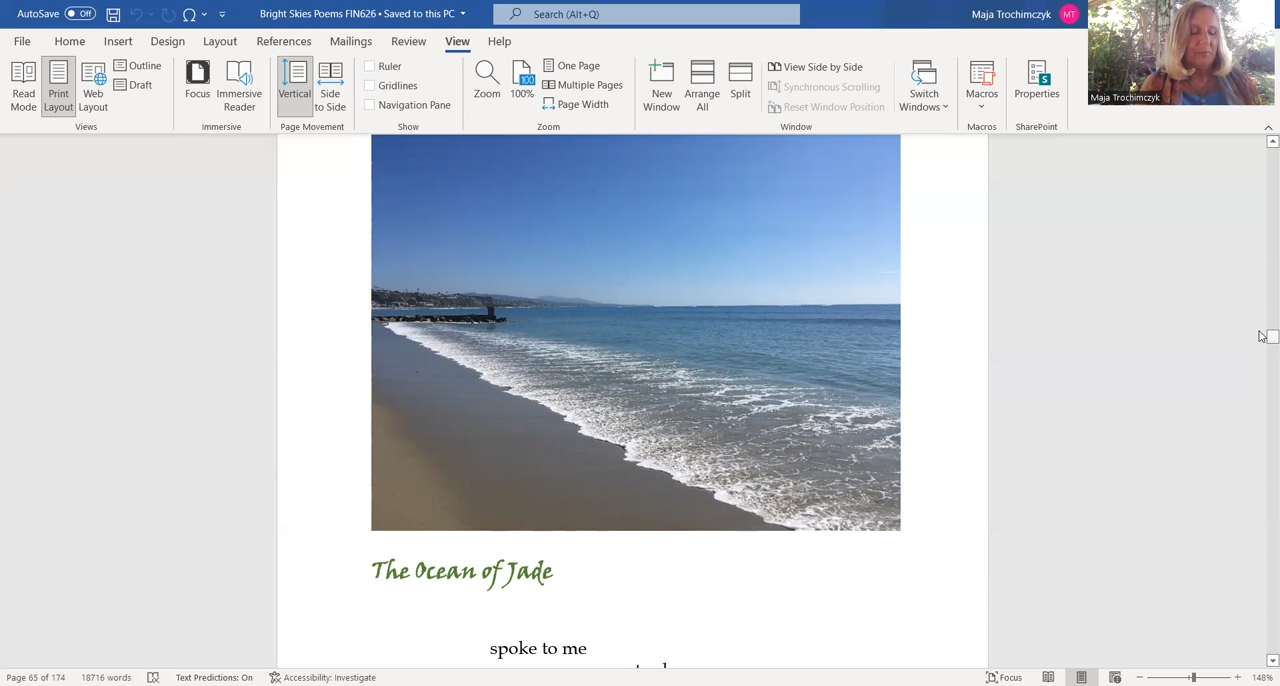 AutoSave Off Bright Skies Poems FIN626 • Saved to this PC Search (Alt+Q) Maja Trochimczyk MT
File Home Insert Design Layout References Mailings Review View Help
Read Mode
Print Layout
Web Layout
Outline
Draft
Views
Focus
Immersive Reader
Immersive
Vertical
Side to Side
Page Movement
Ruler
Gridlines
Navigation Pane
Show
Zoom
100
100%
One Page
Multiple Pages
Page Width
Zoom
New Window
Arrange All
Split
View Side by Side
Synchronous Scrolling
Reset Window Position
Switch Windows
Window
Macros
Macros
Properties
SharePoint
Maja Trochimczyk
The Ocean of Jade
spoke to me
Page 65 of 174 18716 words Text Predictions: On Accessibility: Investigate Focus 148%